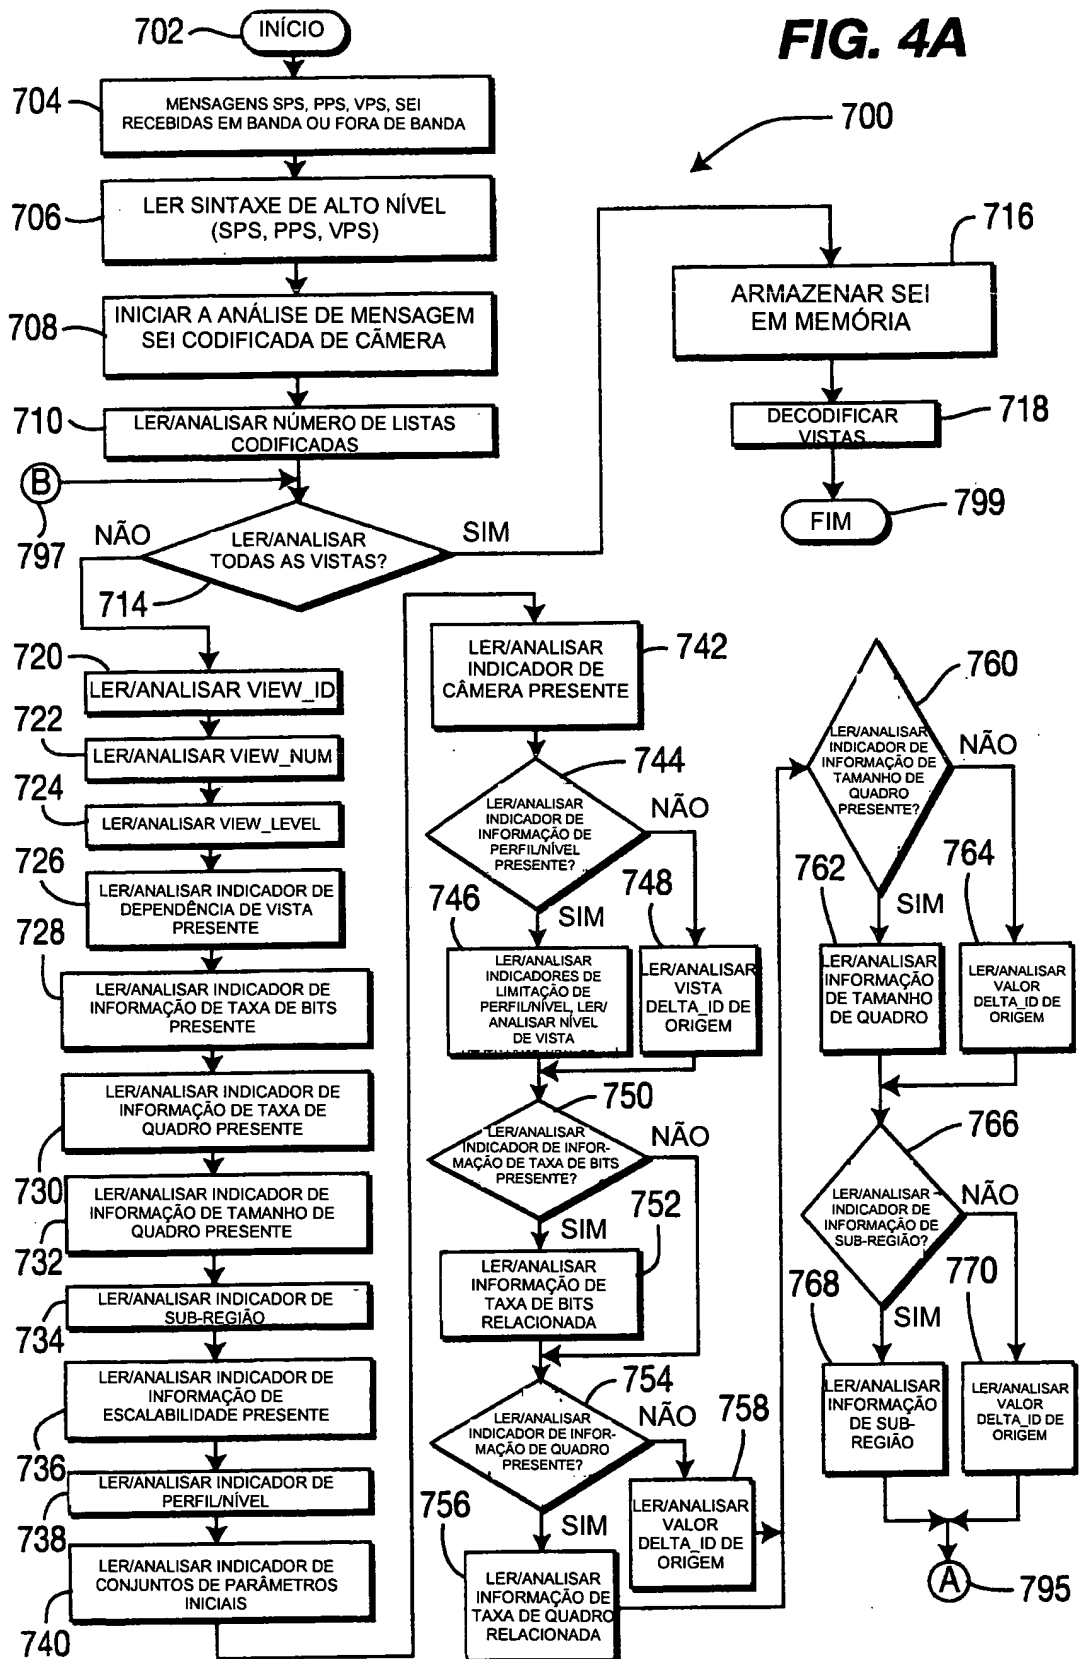 FIG. 4A
702
INÍCIO
704
MENSAGENS SPS, PPS, VPS, SEI
RECEBIDAS EM BANDA OU FORA DE BANDA
700
706
LER SINTAXE DE ALTO NÍVEL
(SPS, PPS, VPS)
708
INICIAR A ANÁLISE DE MENSAGEM
SEI CODIFICADA DE CÃMERA
710
LER/ANALISAR NÚMERO DE LISTAS
CODIFICADAS
B
797
NÃO
LER/ANALISAR
TODAS AS VISTAS?
SIM
714
716
ARMAZENAR SEI
EM MEMÓRIA
DECODIFICAR
VISTAS
718
FIM
799
720
LER/ANALISAR VIEW_ID
722
LER/ANALISAR VIEW_NUM
724
LER/ANALISAR VIEW_LEVEL
726
LER/ANALISAR INDICADOR DE
DEPENDÊNCIA DE VISTA
PRESENTE
728
LER/ANALISAR INDICADOR DE
INFORMAÇÃO DE TAXA DE BITS
PRESENTE
LER/ANALISAR INDICADOR DE
INFORMAÇÃO DE TAXA DE
QUADRO PRESENTE
730
LER/ANALISAR INDICADOR DE
INFORMAÇÃO DE TAMANHO DE
QUADRO PRESENTE
732
LER/ANALISAR INDICADOR DE
SUB-REGIÃO
734
LER/ANALISAR INDICADOR DE
INFORMAÇÃO DE
ESCALABILIDADE PRESENTE
736
LER/ANALISAR INDICADOR DE
PERFIL/NÍVEL
738
LER/ANALISAR INDICADOR DE
CONJUNTOS DE PARÂMETROS
INICIAIS
740
LER/ANALISAR
INDICADOR DE
CÂMERA PRESENTE
742
744
LER/ANALISAR
INDICADOR DE
INFORMAÇÃO DE
PERFIL/NÍVEL
PRESENTE?
NÃO
SIM
746
LER/ANALISAR
INDICADORES DE
LIMITAÇÃO DE
PERFIL/NÍVEL, LER/
ANALISAR NÍVEL
DE VISTA
748
LER/ANALISAR
VISTA
DELTA_ID DE
ORIGEM
750
LER/ANALISAR
INDICADOR DE INFOR-
MAÇÃO DE TAXA DE BITS
PRESENTE?
NÃO
SIM
752
LER/ANALISAR
INFORMAÇÃO DE
TAXA DE BITS
RELACIONADA
754
LER/ANALISAR
INDICADOR DE INFOR-
MAÇÃO DE QUADRO
PRESENTE?
NÃO
SIM
756
LER/ANALISAR
INFORMAÇÃO DE
TAXA DE QUADRO
RELACIONADA
758
LER/ANALISAR
VALOR
DELTA_ID DE
ORIGEM
760
LER/ANALISAR
INDICADOR DE
INFORMAÇÃO DE
TAMANHO DE
QUADRO
PRESENTE?
NÃO
SIM
762
LER/ANALISAR
INFORMAÇÃO
DE TAMANHO
DE QUADRO
764
LER/ANALISAR
VALOR
DELTA_ID DE
ORIGEM
766
LER/ANALISAR
INDICADOR DE
INFORMAÇÃO DE
SUB-REGIÃO?
NÃO
SIM
768
LER/ANALISAR
INFORMAÇÃO
DE SUB-
REGIÃO
770
LER/ANALISAR
VALOR
DELTA_ID DE
ORIGEM
A
795